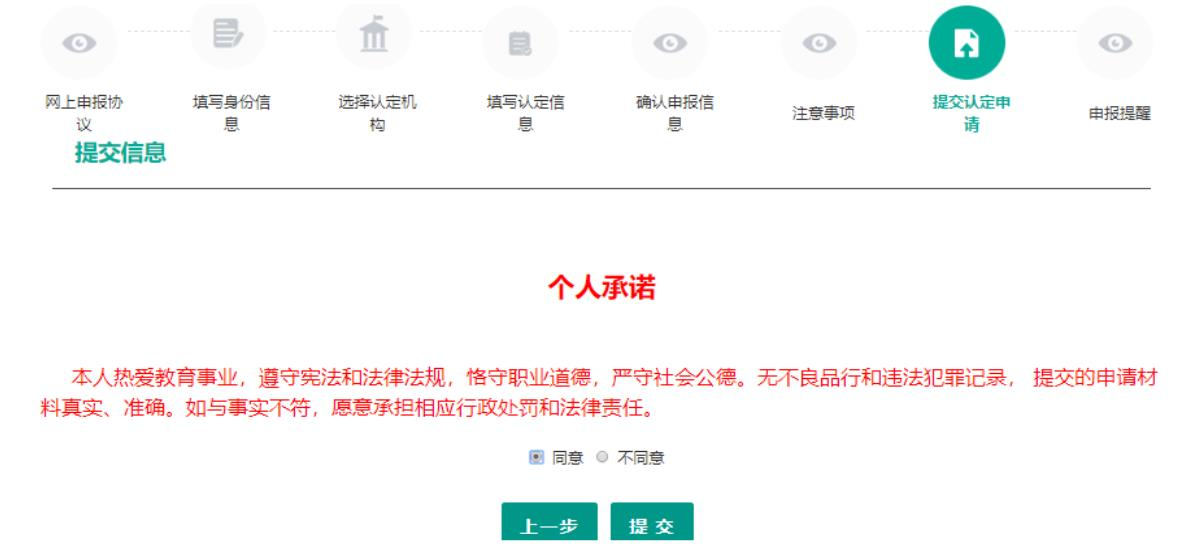 网上申报协
议
填写身份信
息
选择认定机
构
填写认定信
息
确认申报信
息
注意事项
提交认定申
请
申报提醒
提交信息
个人承诺
本人热爱教育事业，遵守宪法和法律法规，恪守职业道德，严守社会公德。无不良品行和违法犯罪记录， 提交的申请材
料真实、准确。如与事实不符，愿意承担相应行政处罚和法律责任。
同意 不同意
上一步 提 交